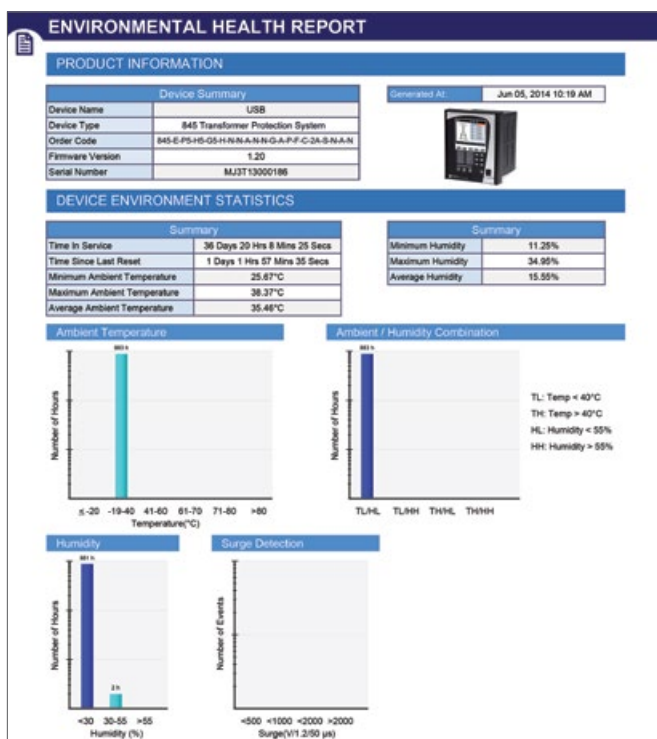 ENVIRONMENTAL HEALTH REPORT
PRODUCT INFORMATION
Device Summary
Device Name USB
Device Type 845 Transformer Protection System
Order Code 845-E-P5-H5-G5-H-N-N-A-N-N-G-A-P-F-C-2A-S-N-A-N
Firmware Version 1.20
Serial Number MJ3T13000186
Generated At: Jun 05, 2014 10:19 AM
DEVICE ENVIRONMENT STATISTICS
Summary
Time In Service 36 Days 20 Hrs 8 Mins 25 Secs
Time Since Last Reset 1 Days 1 Hrs 57 Mins 35 Secs
Minimum Ambient Temperature 25.67°C
Maximum Ambient Temperature 38.37°C
Average Ambient Temperature 35.46°C
Summary
Minimum Humidity 11.25%
Maximum Humidity 34.95%
Average Humidity 15.55%
Ambient Temperature
883 h
Number of Hours
≤-20 -19-40 41-60 61-70 71-80 >80
Temperature(°C)
Ambient / Humidity Combination
883 h
Number of Hours
TL/HL TL/HH TH/HL TH/HH
TL: Temp < 40°C
TH: Temp > 40°C
HL: Humidity < 55%
HH: Humidity > 55%
Humidity
881 h
2 h
Number of Hours
<30 30-55 >55
Humidity (%)
Surge Detection
Number of Events
<500 <1000 <2000 >2000
Surge(V/1.2/50 µs)